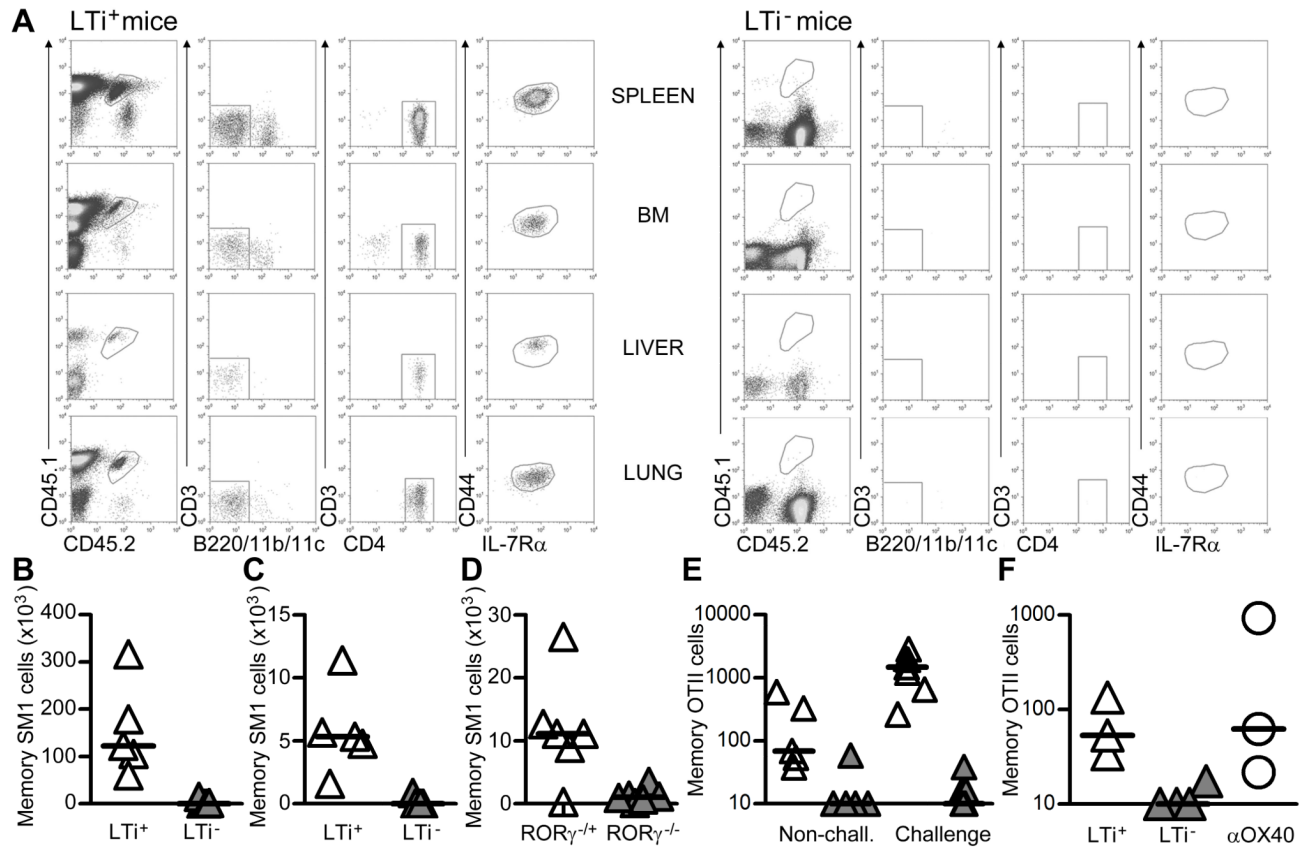 A
LTi⁺ mice
LTi⁻ mice
SPLEEN
BM
LIVER
LUNG
CD45.1
CD3
CD3
CD44
CD45.2
B220/11b/11c
CD4
IL-7Rα
CD45.1
CD3
CD3
CD44
CD45.2
B220/11b/11c
CD4
IL-7Rα
B
Memory SM1 cells (x10³)
400
300
200
100
0
LTi⁺
LTi⁻
C
Memory SM1 cells (x10³)
15
10
5
0
LTi⁺
LTi⁻
D
Memory SM1 cells (x10³)
30
20
10
0
RORγ⁻/⁺
RORγ⁻/⁻
E
Memory OTII cells
10000
1000
100
10
Non-chall.
Challenge
F
Memory OTII cells
1000
100
10
LTi⁺
LTi⁻
αOX40